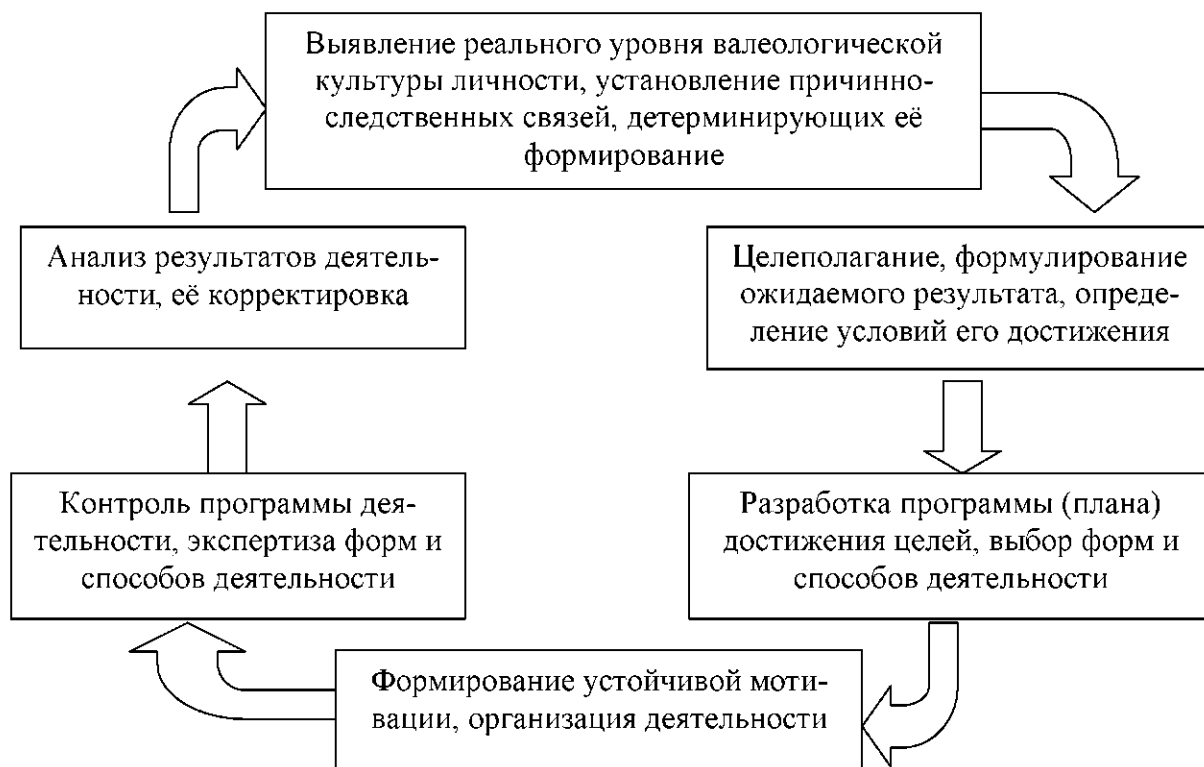 Выявление реального уровня валеологической
культуры личности, установление причинно-
следственных связей, детерминирующих её
формирование
Анализ результатов деятель-
ности, её корректировка
Целеполагание, формулирование
ожидаемого результата, опреде-
ление условий его достижения
Контроль программы дея-
тельности, экспертиза форм и
способов деятельности
Разработка программы (плана)
достижения целей, выбор форм и
способов деятельности
Формирование устойчивой моти-
вации, организация деятельности